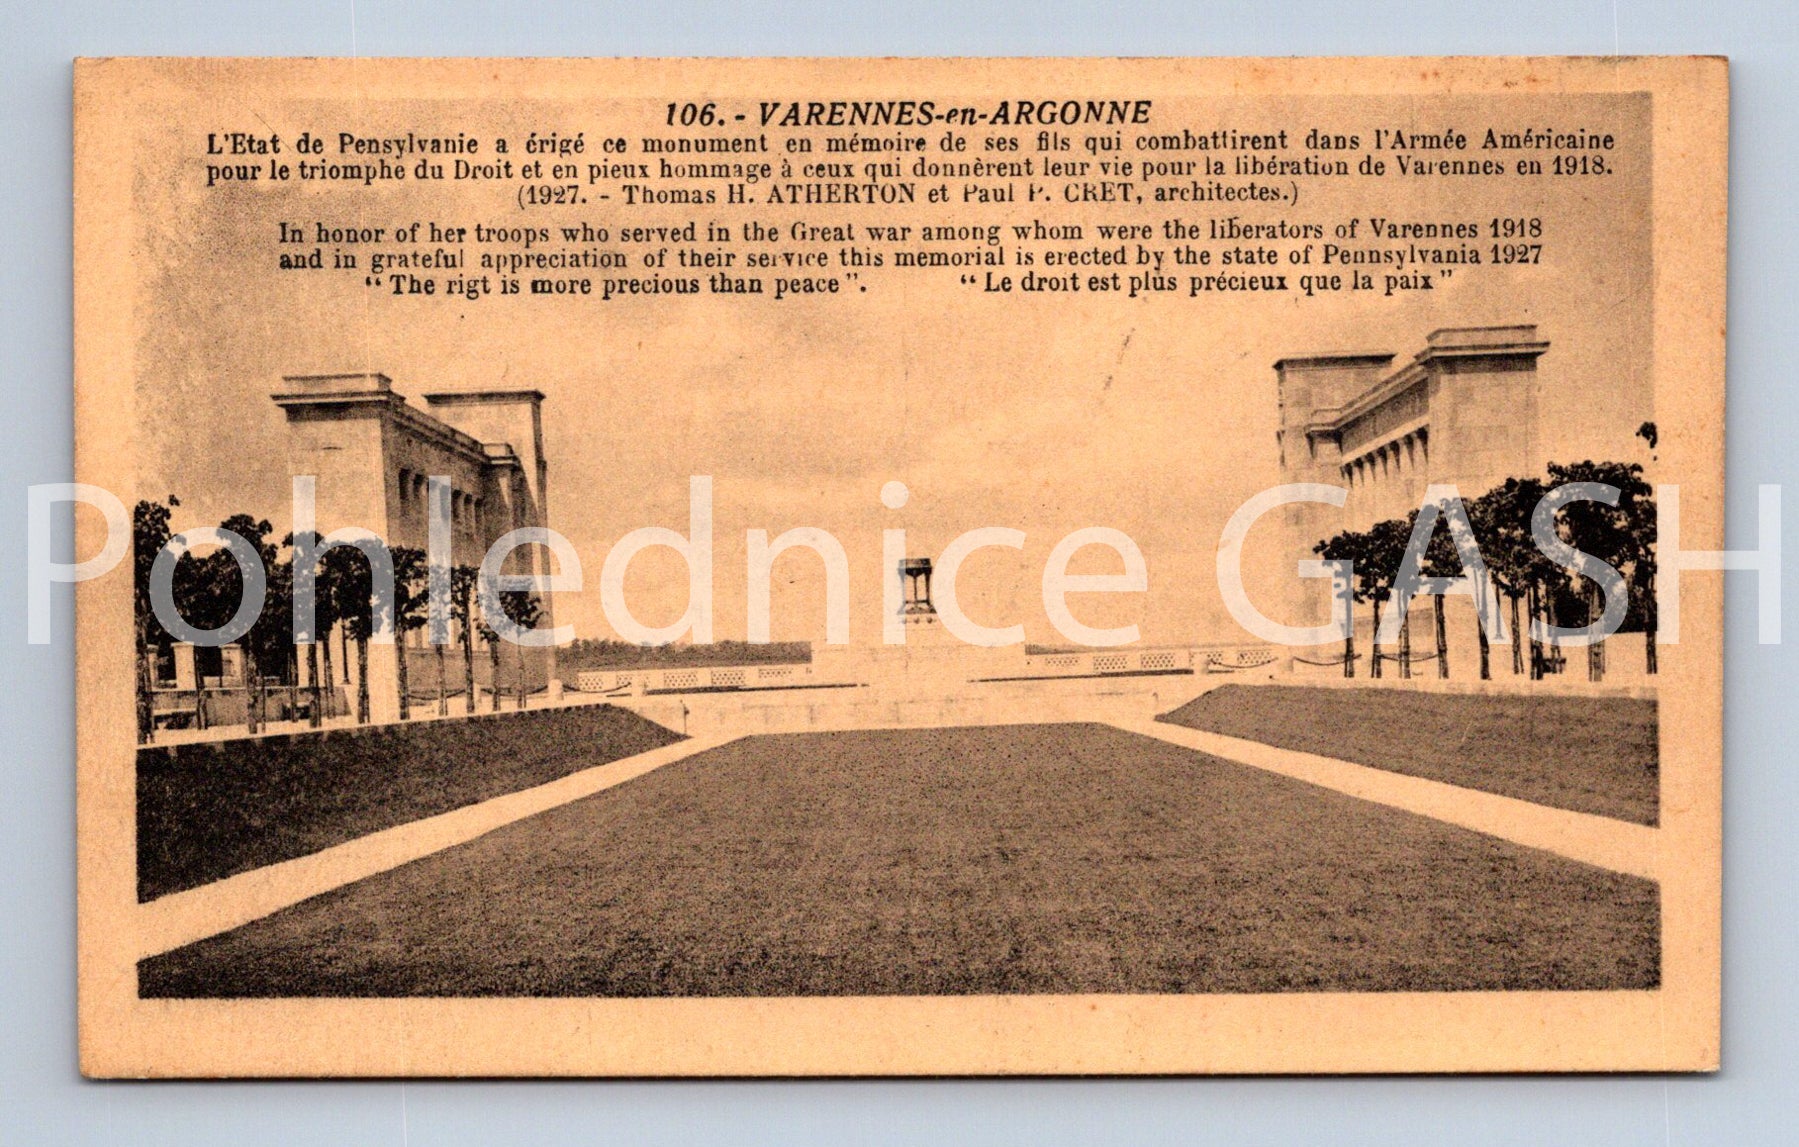 106. - VARENNES-en-ARGONNE
L'Etat de Pensylvanie a érigé ce monument en mémoire de ses fils qui combattirent dans l'Armée Américaine
pour le triomphe du Droit et en pieux hommage à ceux qui donnèrent leur vie pour la libération de Varennes en 1918.
(1927. - Thomas H. ATHERTON et Paul P. CRET, architectes.)
In honor of her troops who served in the Great war among whom were the liberators of Varennes 1918
and in grateful appreciation of their service this memorial is erected by the state of Pennsylvania 1927
“ The rigt is more precious than peace ”. “ Le droit est plus précieux que la paix ”
Pohlednice GASH